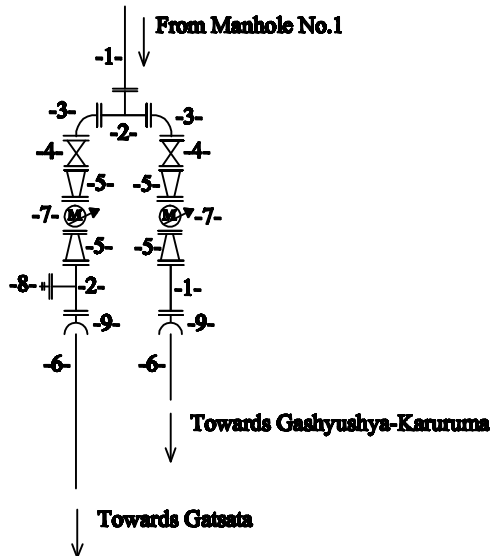 From Manhole No.1
-1-
-3- -3-
-2-
-4- -4-
-5- -5-
-7- M M -7-
-5- -5-
-8- -2- -1-
-9- -9-
-6- -6-
Towards Gashyushya-Karuruma
Towards Gatsata